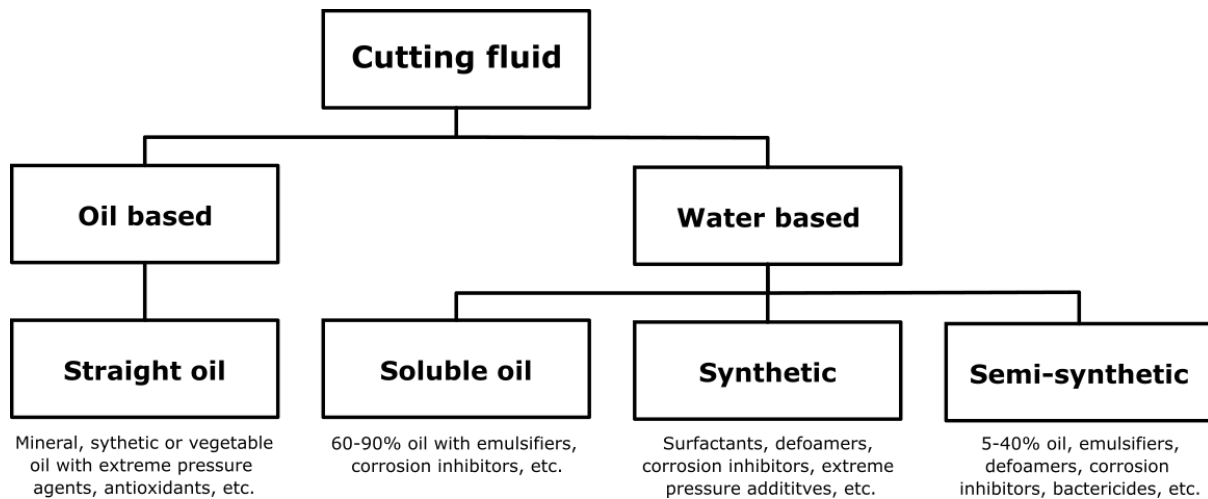 Cutting fluid
Oil based
Water based
Straight oil
Soluble oil
Synthetic
Semi-synthetic
Mineral, sythetic or vegetable
oil with extreme pressure
agents, antioxidants, etc.
60-90% oil with emulsifiers,
corrosion inhibitors, etc.
Surfactants, defoamers,
corrosion inhibitors, extreme
pressure addititves, etc.
5-40% oil, emulsifiers,
defoamers, corrosion
inhibitors, bactericides, etc.